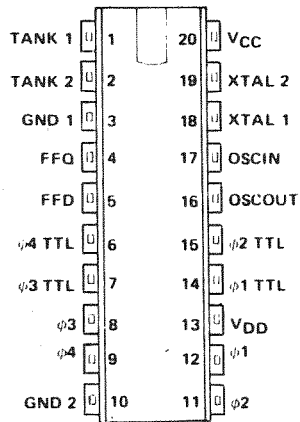 TANK 1 1 20 VCC
TANK 2 2 19 XTAL 2
GND 1 3 18 XTAL 1
FFQ 4 17 OSCIN
FFD 5 16 OSCOUT
ϕ4 TTL 6 15 ϕ2 TTL
ϕ3 TTL 7 14 ϕ1 TTL
ϕ3 8 13 VDD
ϕ4 9 12 ϕ1
GND 2 10 11 ϕ2